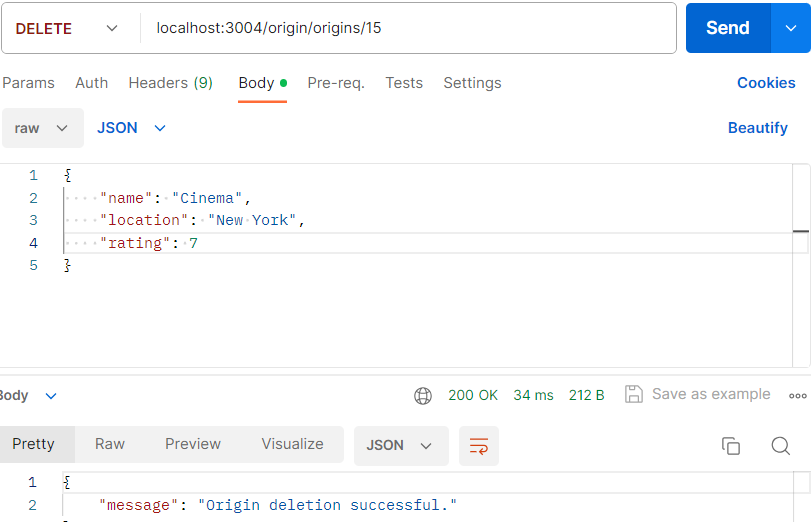 DELETE localhost:3004/origin/origins/15 Send
Params Auth Headers (9) Body Pre-req. Tests Settings Cookies
raw JSON Beautify
1 {
2 "name": "Cinema",
3 "location": "New York",
4 "rating": 7
5 }
Body 200 OK 34 ms 212 B Save as example
Pretty Raw Preview Visualize JSON
1 {
2 "message": "Origin deletion successful."